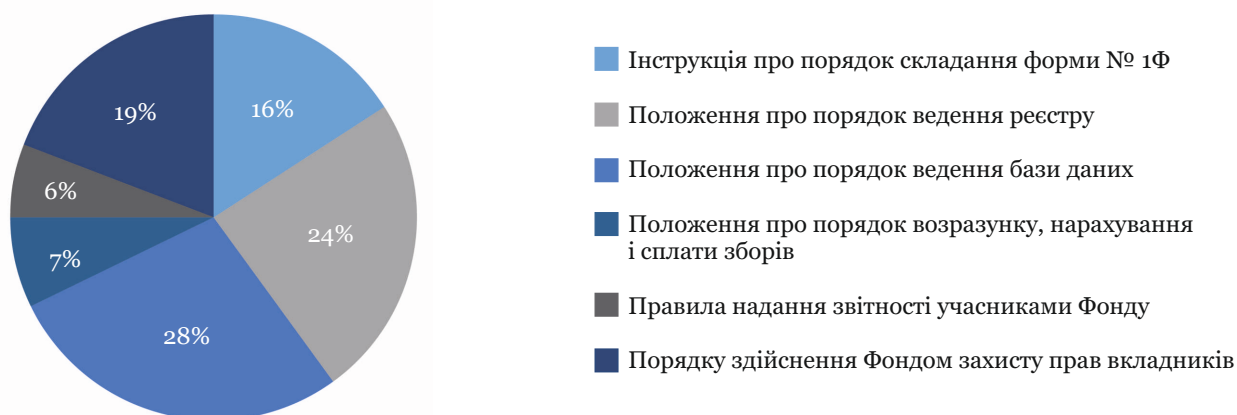 19%
16%
6%
24%
7%
28%
Інструкція про порядок складання форми № 1Ф
Положення про порядок ведення реєстру
Положення про порядок ведення бази даних
Положення про порядок возразунку, нарахування
і сплати зборів
Правила надання звітності учасниками Фонду
Порядку здійснення Фондом захисту прав вкладників